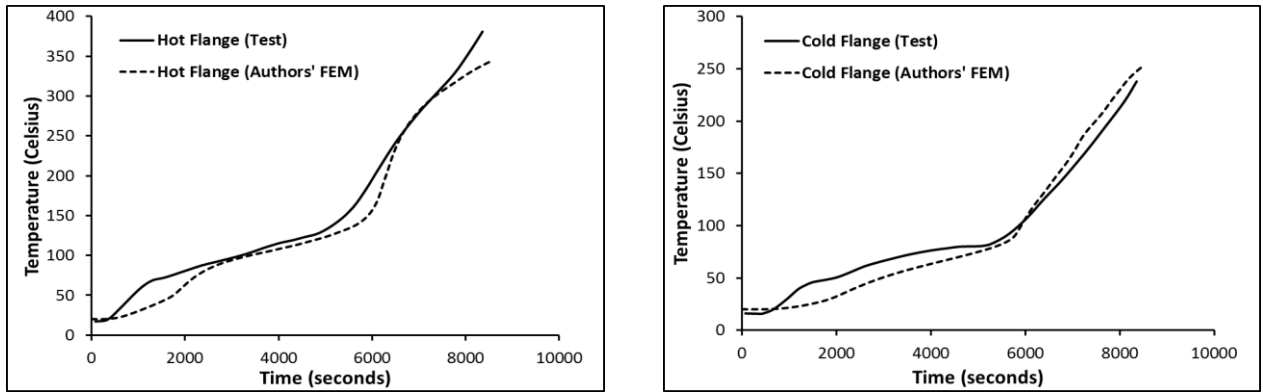 400
350
300
250
200
150
100
50
0
Temperature (Celsius)
Hot Flange (Test)
Hot Flange (Authors' FEM)
0 2000 4000 6000 8000 10000
Time (seconds)
300
250
200
150
100
50
0
Temperature (Celsius)
Cold Flange (Test)
Cold Flange (Authors' FEM)
0 2000 4000 6000 8000 10000
Time (seconds)